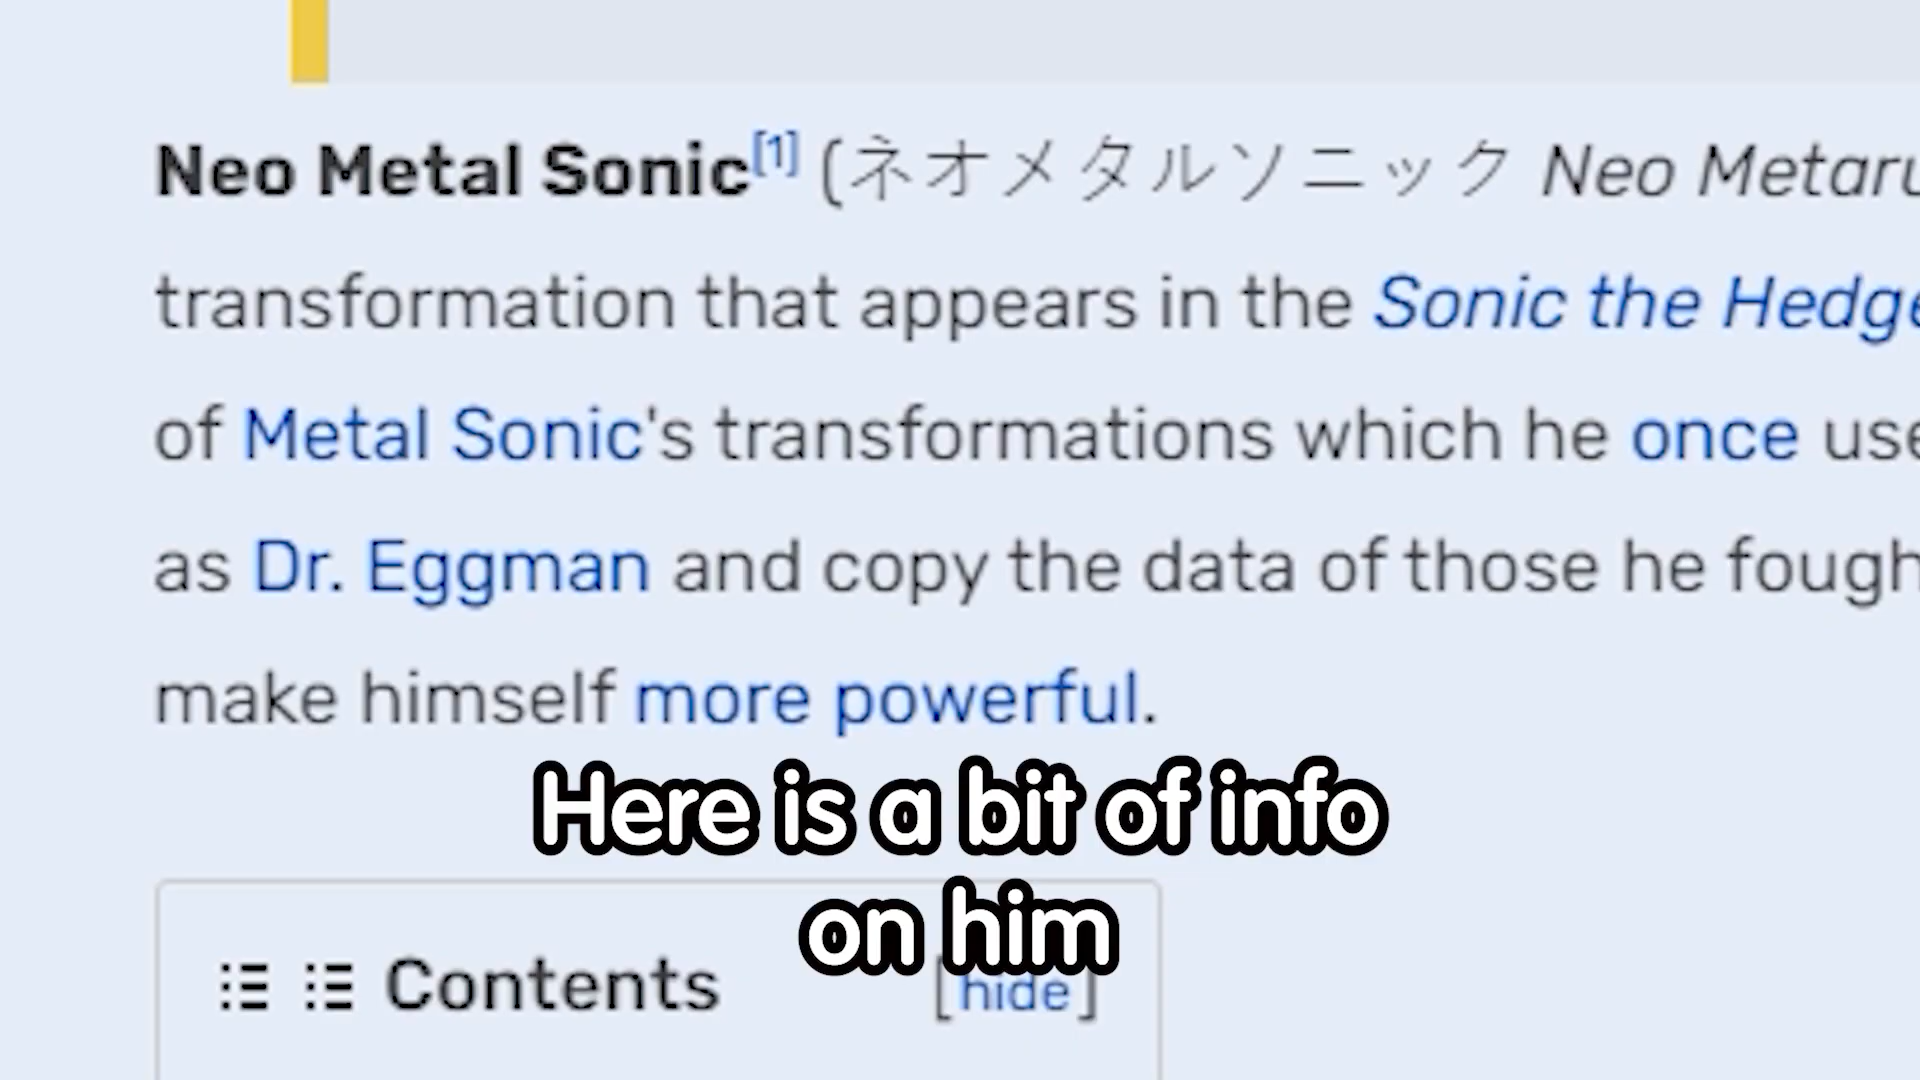 Neo Metal Sonic[1] (ネオメタルソニック Neo Metaru
transformation that appears in the Sonic the Hedge
of Metal Sonic's transformations which he once use
as Dr. Eggman and copy the data of those he fough
make himself more powerful.
Here is a bit of info
on him
Contents [hide]